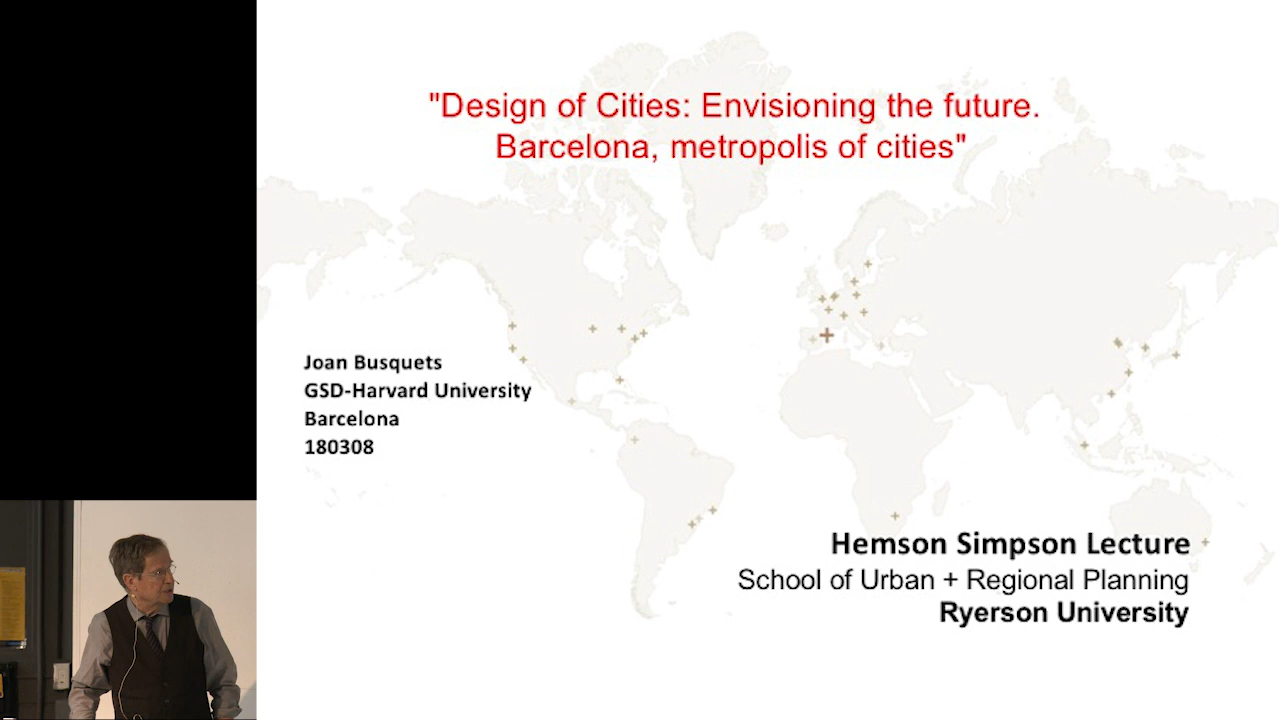 "Design of Cities: Envisioning the future.
Barcelona, metropolis of cities"
Joan Busquets
GSD-Harvard University
Barcelona
180308
Hemson Simpson Lecture
School of Urban + Regional Planning
Ryerson University